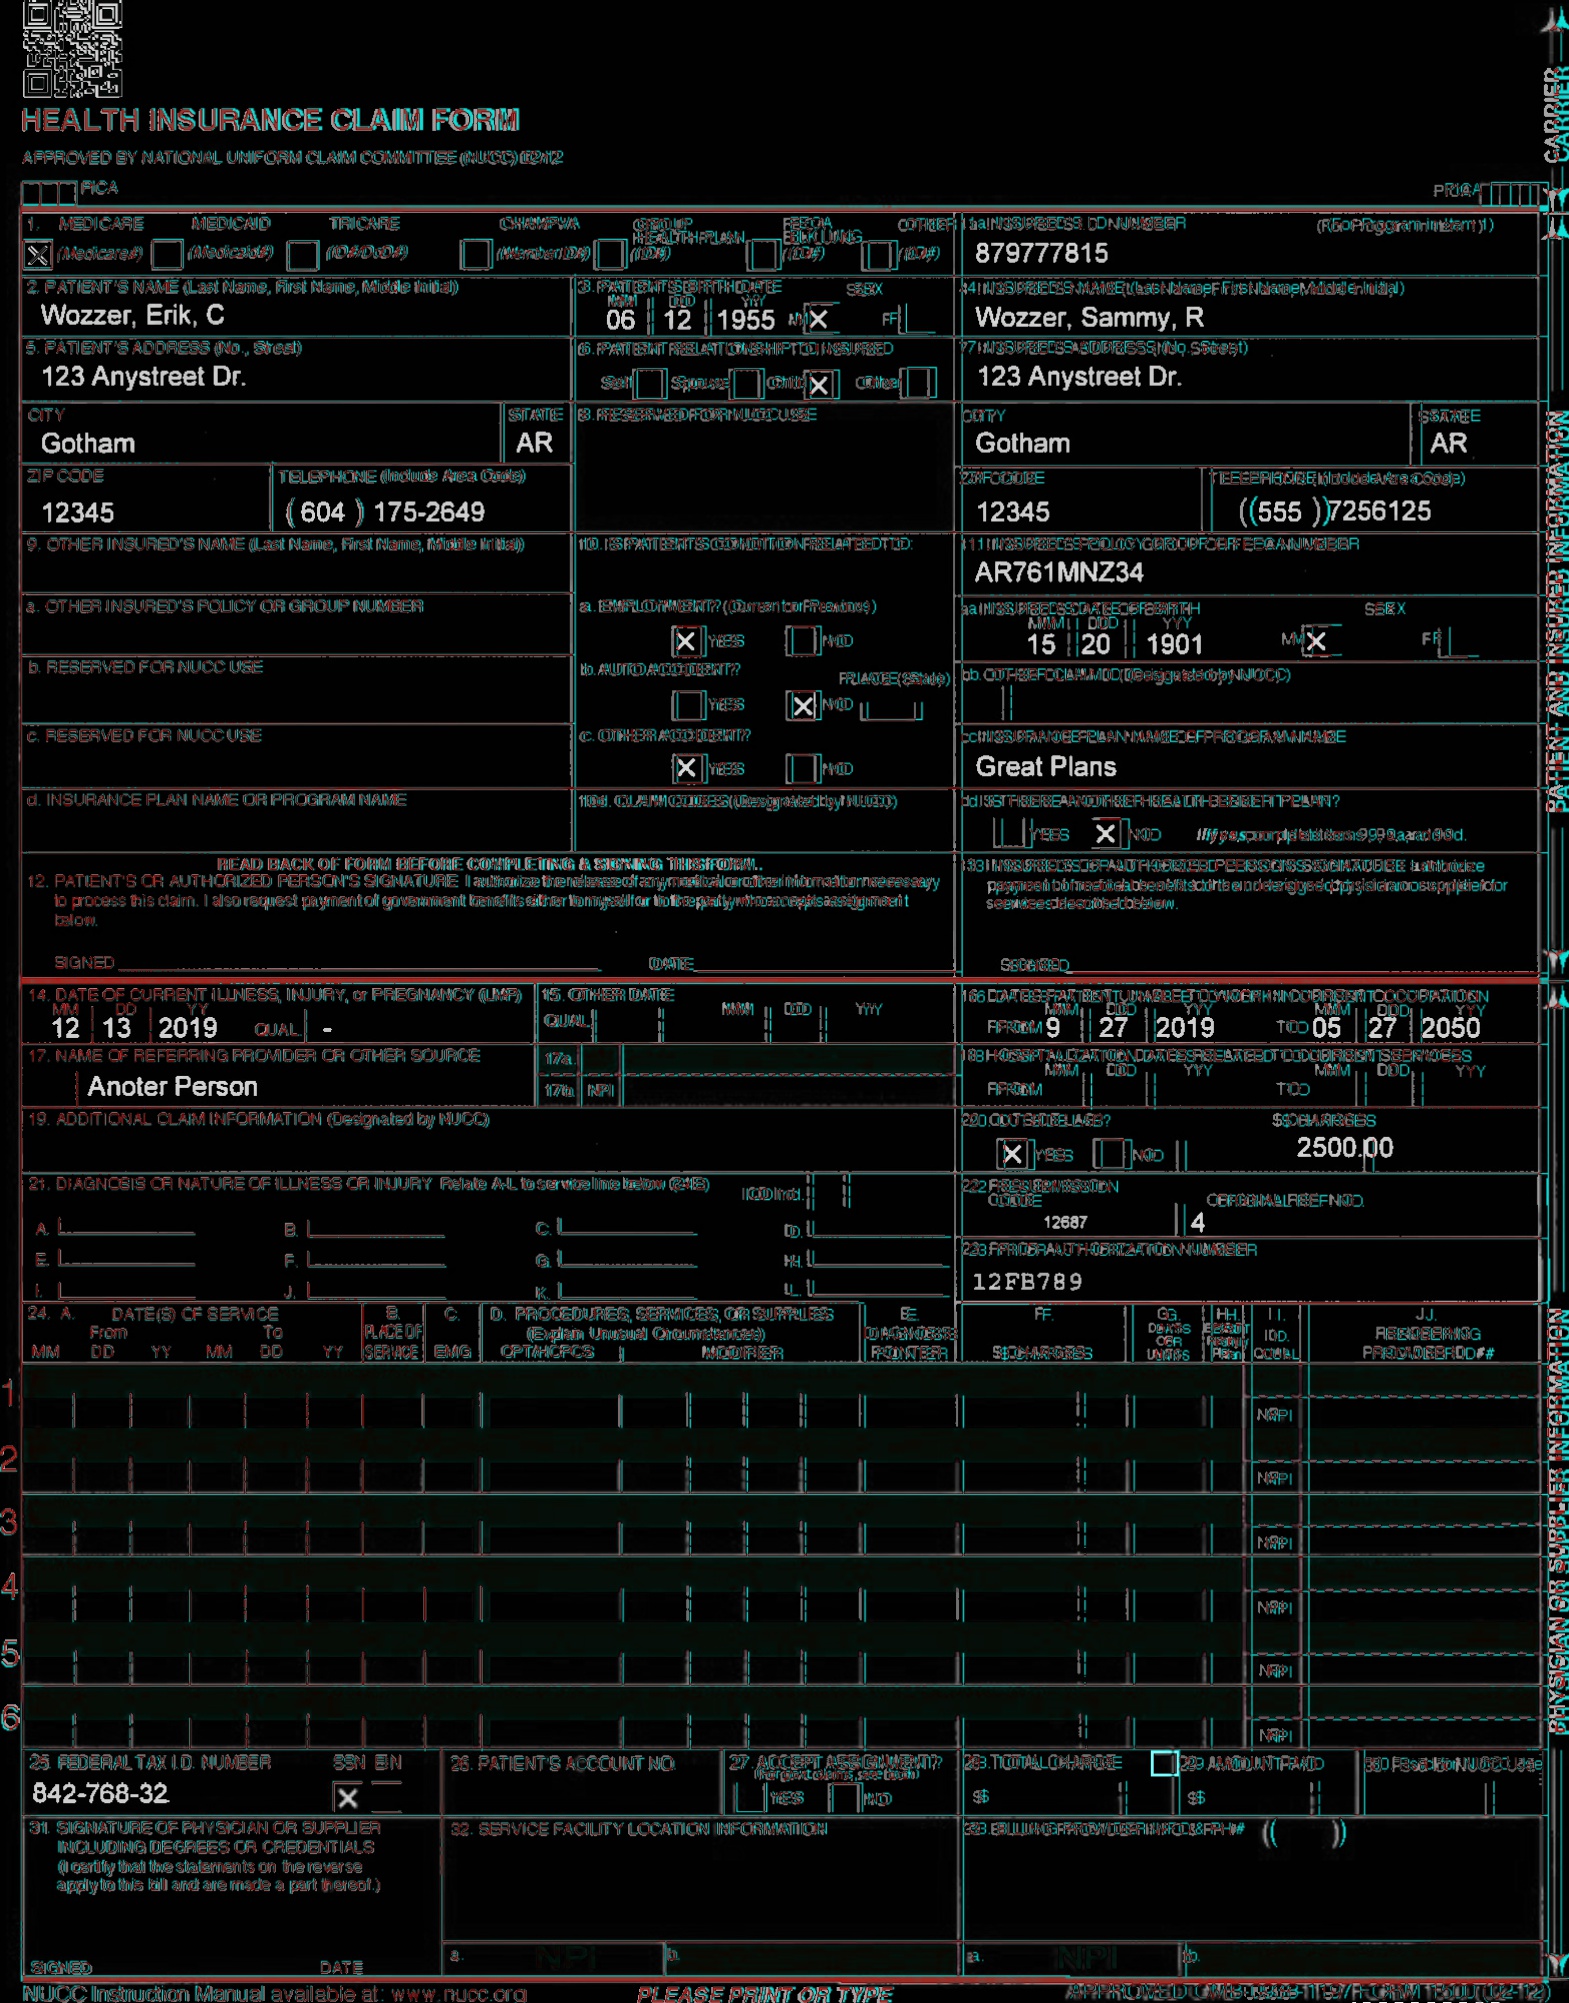 HEALTH INSURANCE CLAIM FORM
APPROVED BY NATIONAL UNIFORM CLAIM COMMITTEE (NUCC) 02/12
PICA
PICA
CARRIER
1. MEDICARE MEDICAID TRICARE CHAMPVA GROUP HEALTH PLAN FECA BLK LUNG OTHER
(Medicare#) (Medicaid#) (ID#/DoD#) (Member ID#) (ID#) (ID#) (ID#)
1a. INSURED'S I.D. NUMBER (For Program in Item 1)
879777815
2. PATIENT'S NAME (Last Name, First Name, Middle Initial)
Wozzer, Erik, C
3. PATIENT'S BIRTH DATE SEX
MM DD YY
06 12 1955 M X F
4. INSURED'S NAME (Last Name, First Name, Middle Initial)
Wozzer, Sammy, R
5. PATIENT'S ADDRESS (No., Street)
123 Anystreet Dr.
6. PATIENT RELATIONSHIP TO INSURED
Self Spouse Child X Other
7. INSURED'S ADDRESS (No., Street)
123 Anystreet Dr.
CITY STATE
Gotham AR
8. RESERVED FOR NUCC USE
CITY STATE
Gotham AR
ZIP CODE TELEPHONE (Include Area Code)
12345 (604) 175-2649
ZIP CODE TELEPHONE (Include Area Code)
12345 (555) 7256125
9. OTHER INSURED'S NAME (Last Name, First Name, Middle Initial)
10. IS PATIENT'S CONDITION RELATED TO:
11. INSURED'S POLICY GROUP OR FECA NUMBER
AR761MNZ34
a. OTHER INSURED'S POLICY OR GROUP NUMBER
a. EMPLOYMENT? (Current or Previous)
X YES NO
a. INSURED'S DATE OF BIRTH SEX
MM DD YY
15 20 1901 M X F
b. RESERVED FOR NUCC USE
b. AUTO ACCIDENT? PLACE (State)
YES X NO
b. OTHER CLAIM ID (Designated by NUCC)
c. RESERVED FOR NUCC USE
c. OTHER ACCIDENT?
X YES NO
c. INSURANCE PLAN NAME OR PROGRAM NAME
Great Plans
d. INSURANCE PLAN NAME OR PROGRAM NAME
10d. CLAIM CODES (Designated by NUCC)
d. IS THERE ANOTHER HEALTH BENEFIT PLAN?
YES X NO If yes, complete items 9, 9a, and 9d.
PATIENT AND INSURED INFORMATION
READ BACK OF FORM BEFORE COMPLETING & SIGNING THIS FORM.
12. PATIENT'S OR AUTHORIZED PERSON'S SIGNATURE I authorize the release of any medical or other information necessary
to process this claim. I also request payment of government benefits either to myself or to the party who accepts assignment
below.
SIGNED DATE
13. INSURED'S OR AUTHORIZED PERSON'S SIGNATURE I authorize
payment of medical benefits to the undersigned physician or supplier for
services described below.
SIGNED
14. DATE OF CURRENT ILLNESS, INJURY, or PREGNANCY (LMP)
MM DD YY
12 13 2019 QUAL. -
15. OTHER DATE
QUAL. MM DD YY
16. DATES PATIENT UNABLE TO WORK IN CURRENT OCCUPATION
MM DD YY MM DD YY
FROM 9 27 2019 TO 05 27 2050
17. NAME OF REFERRING PROVIDER OR OTHER SOURCE
Anoter Person
17a.
17b. NPI
18. HOSPITALIZATION DATES RELATED TO CURRENT SERVICES
MM DD YY MM DD YY
FROM TO
19. ADDITIONAL CLAIM INFORMATION (Designated by NUCC)
20. OUTSIDE LAB? $ CHARGES
X YES NO 2500.00
21. DIAGNOSIS OR NATURE OF ILLNESS OR INJURY Relate A-L to service line below (24E) ICD Ind.
A. B. C. D.
E. F. G. H.
I. J. K. L.
22. RESUBMISSION CODE ORIGINAL REF. NO.
12687 4
23. PRIOR AUTHORIZATION NUMBER
12FB789
24. A. DATE(S) OF SERVICE From To
MM DD YY MM DD YY
B. PLACE OF SERVICE
C. EMG
D. PROCEDURES, SERVICES, OR SUPPLIES
(Explain Unusual Circumstances)
CPT/HCPCS MODIFIER
E. DIAGNOSIS POINTER
F. $ CHARGES
G. DAYS OR UNITS
H. EPSDT Family Plan
I. ID. QUAL.
J. RENDERING PROVIDER ID. #
1 NPI
2 NPI
3 NPI
4 NPI
5 NPI
6 NPI
PHYSICIAN OR SUPPLIER INFORMATION
25. FEDERAL TAX I.D. NUMBER SSN EIN
842-768-32 X
26. PATIENT'S ACCOUNT NO.
27. ACCEPT ASSIGNMENT?
(For govt. claims, see back)
YES NO
28. TOTAL CHARGE
$
29. AMOUNT PAID
$
30. Rsvd for NUCC Use
31. SIGNATURE OF PHYSICIAN OR SUPPLIER
INCLUDING DEGREES OR CREDENTIALS
(I certify that the statements on the reverse
apply to this bill and are made a part thereof.)
SIGNED DATE
32. SERVICE FACILITY LOCATION INFORMATION
a. NPI b.
33. BILLING PROVIDER INFO & PH # ( )
a. NPI b.
NUCC Instruction Manual available at: www.nucc.org
PLEASE PRINT OR TYPE
APPROVED OMB-0938-1197 FORM 1500 (02-12)